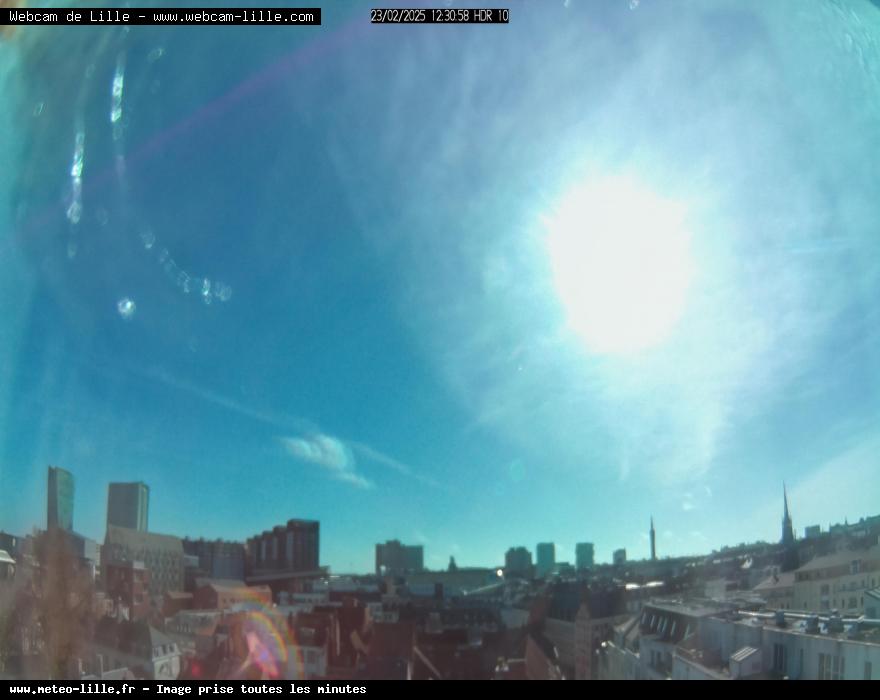 Webcam de Lille - www.webcam-lille.com
23/02/2025 12:30:58 HDR 10
www.meteo-lille.fr - Image prise toutes les minutes